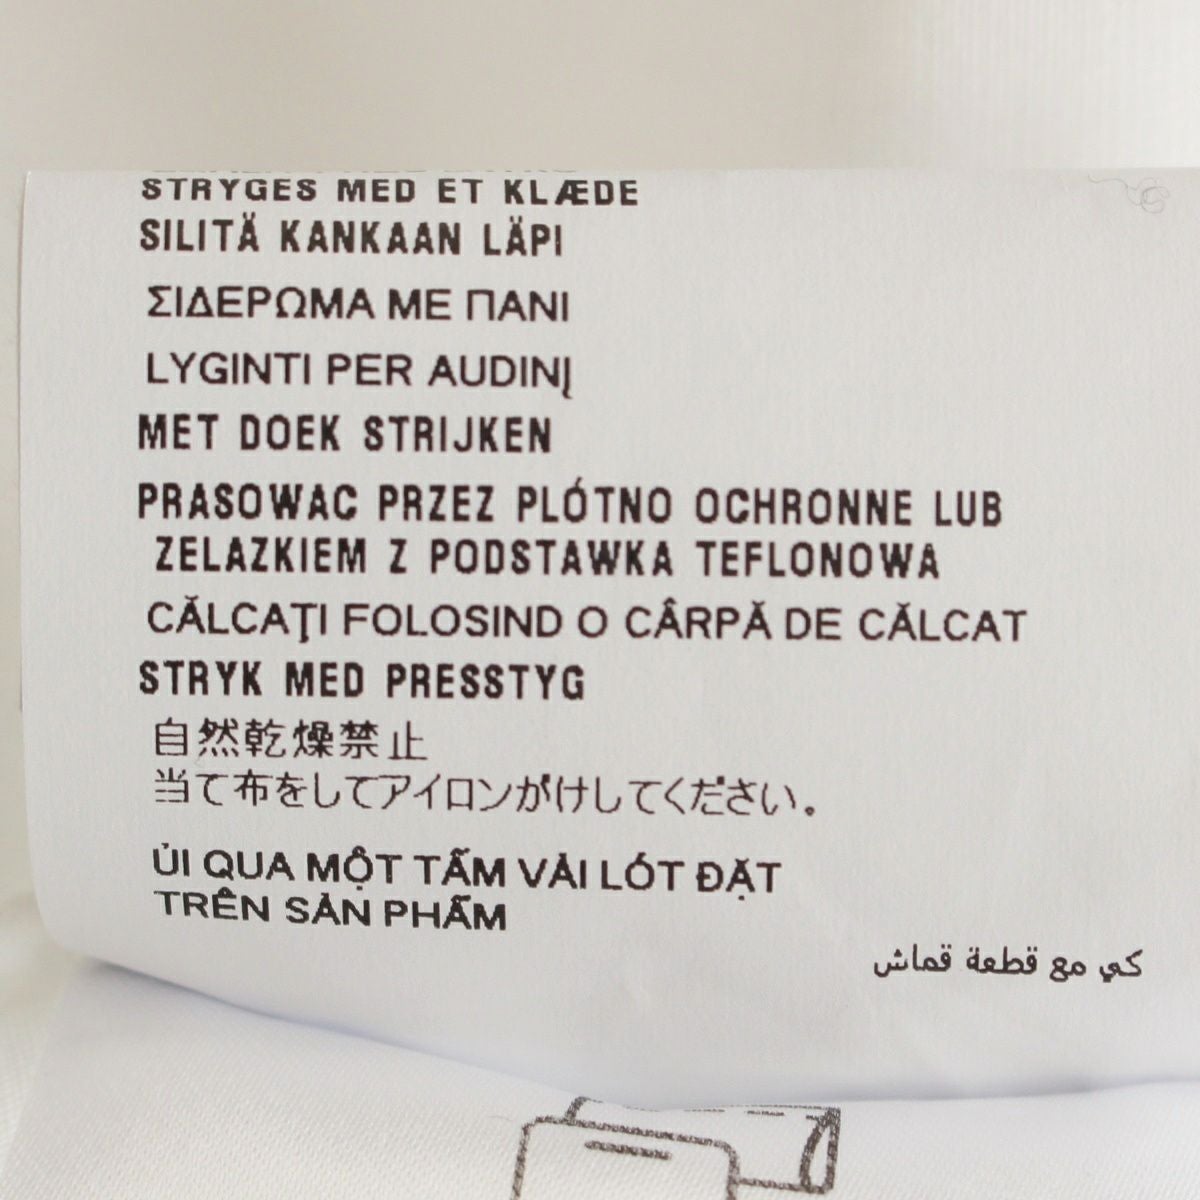 STRYGES MED ET KLÆDE
SILITÄ KANKAAN LÄPI
ΣΙΔΕΡΩΜΑ ΜΕ ΠΑΝΙ
LYGINTI PER AUDINĮ
MET DOEK STRIJKEN
PRASOWAC PRZEZ PLÓTNO OCHRONNE LUB
ZELAZKIEM Z PODSTAWKA TEFLONOWA
CĂLCAŢI FOLOSIND O CÂRPĂ DE CĂLCAT
STRYK MED PRESSTYG
自然乾燥禁止
当て布をしてアイロンがけしてください。
ỦI QUA MỘT TẤM VẢI LÓT ĐẶT
TRÊN SẢN PHẨM
كي مع قطعة قماش